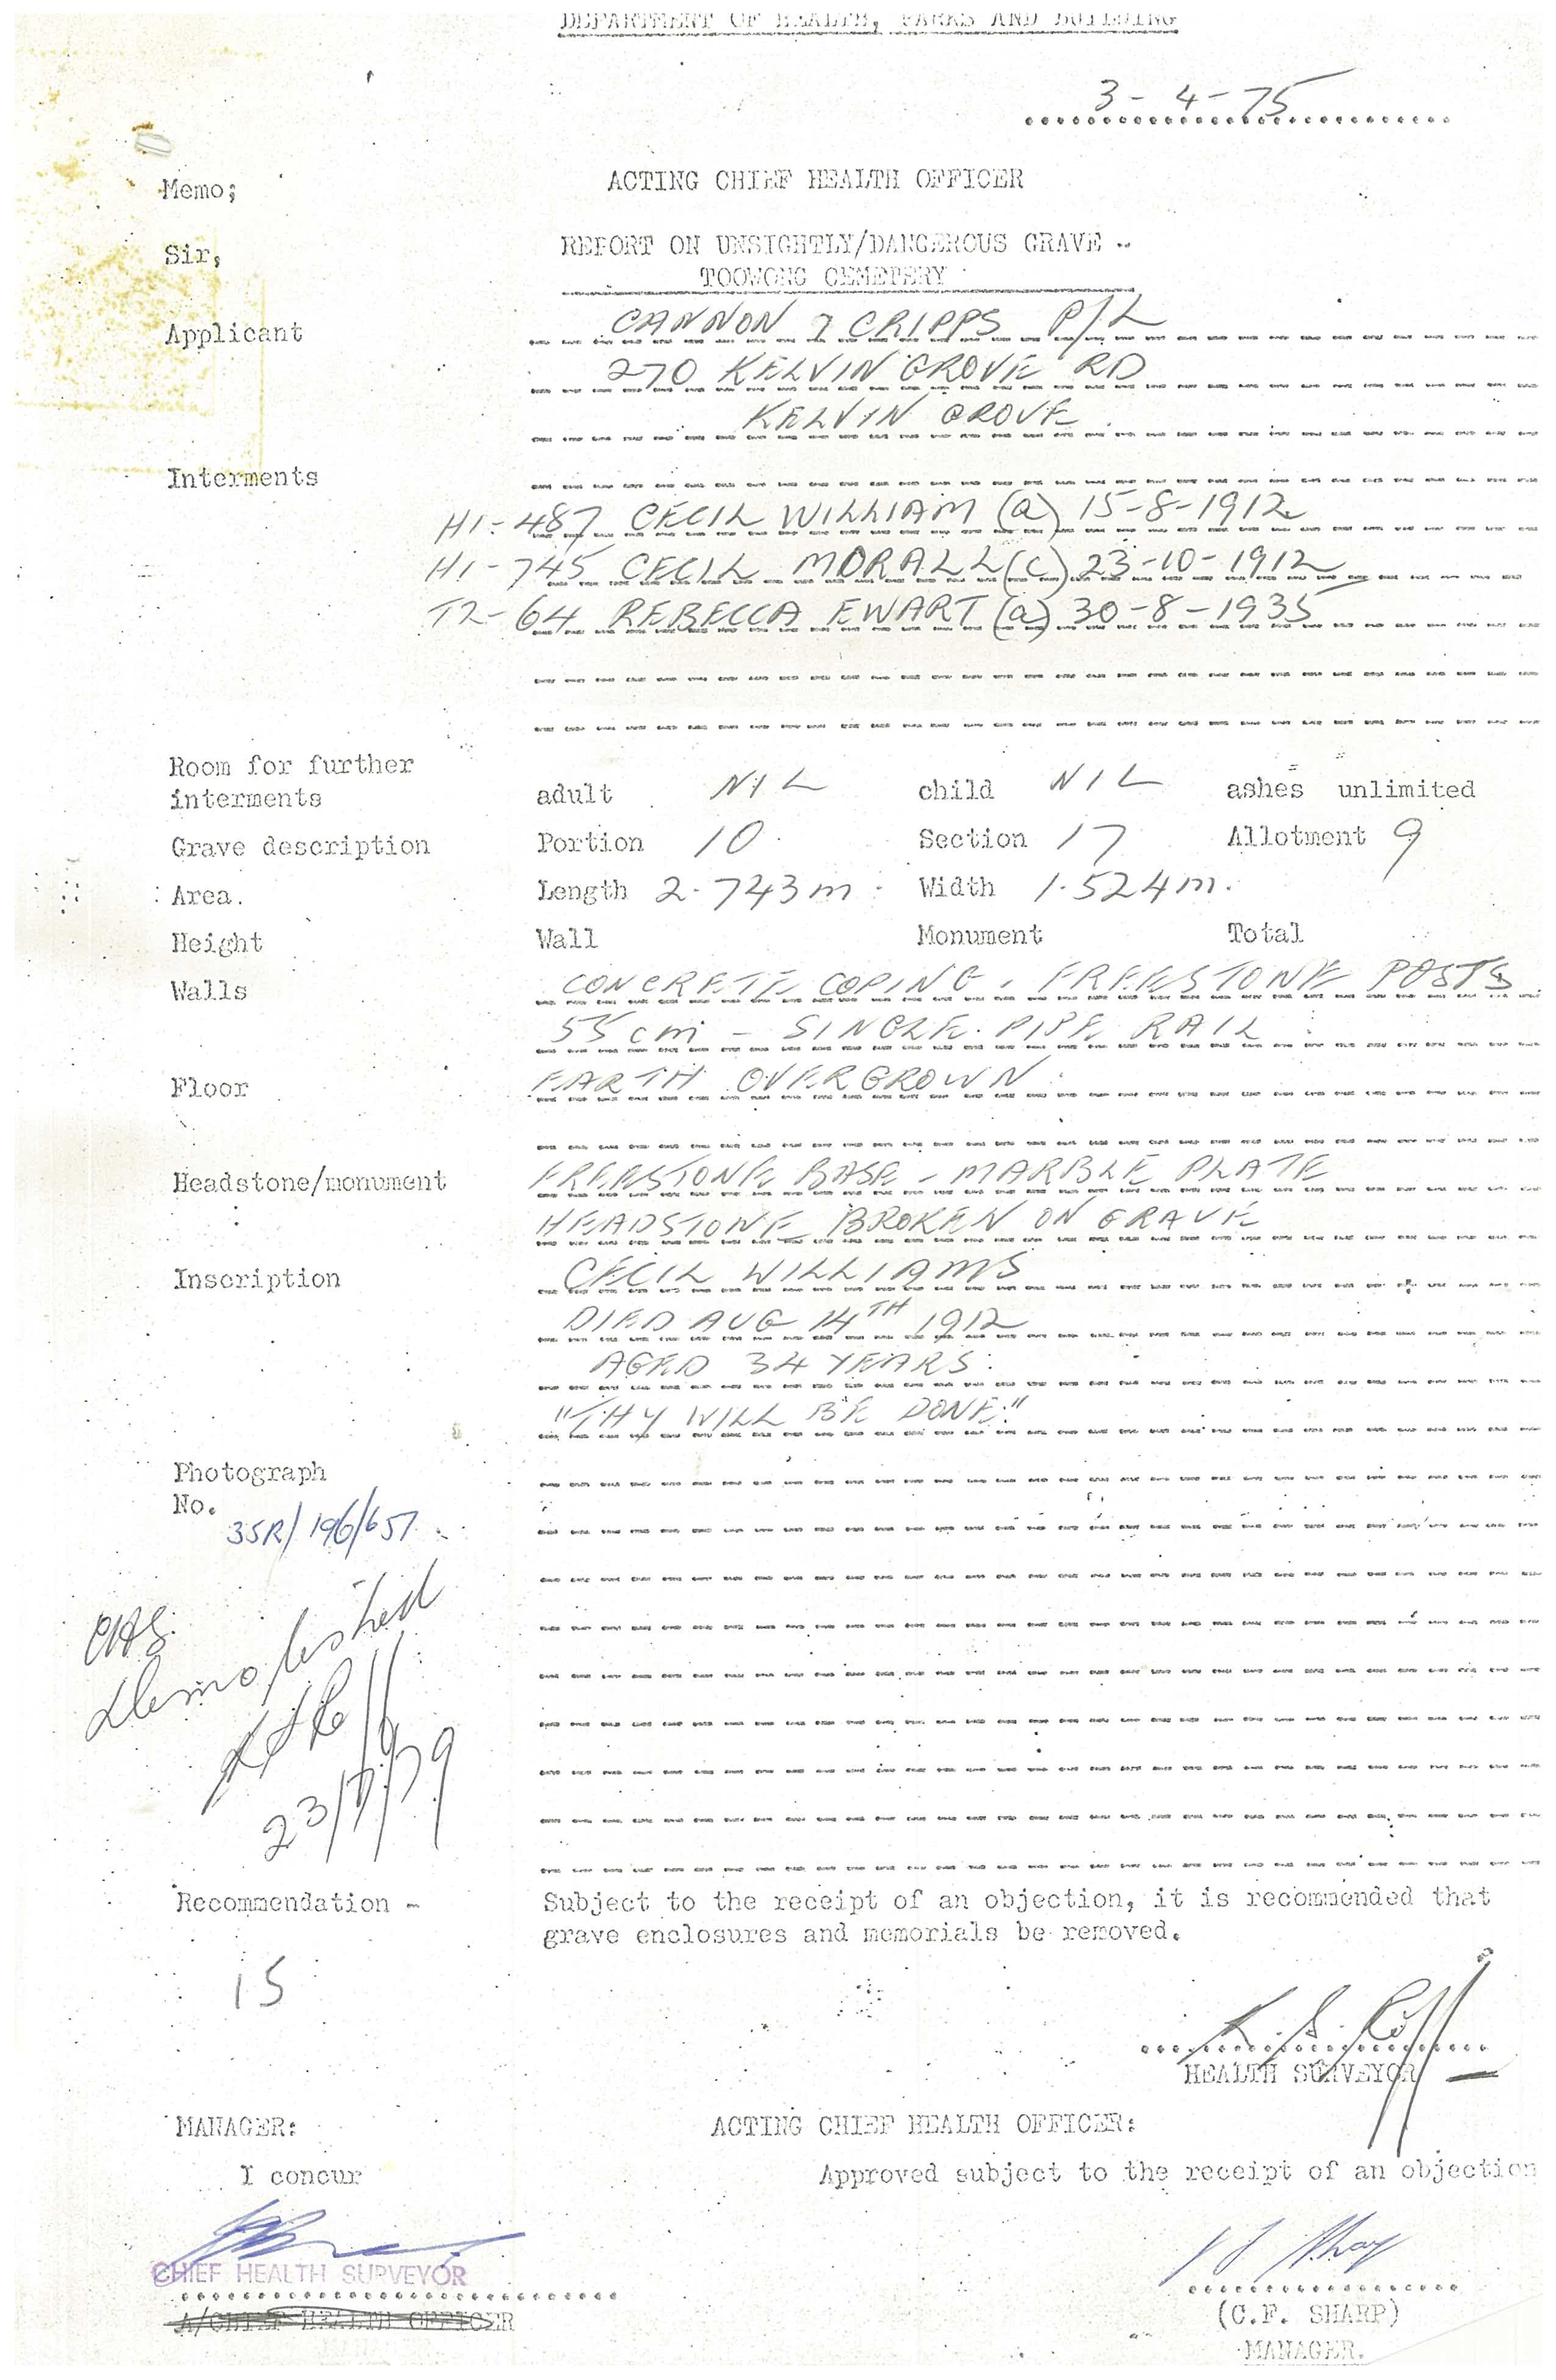 DEPARTMENT OF HEALTH, PARKS AND BUILDING
3-4-75
Memo; ACTING CHIEF HEALTH OFFICER
Sir, REPORT ON UNSIGHTLY/DANGEROUS GRAVE -
TOOWONG CEMETERY
Applicant CANNON & CRIPPS P/L
270 KELVIN GROVE RD
KELVIN GROVE.
Interments
H1-487 CECIL WILLIAM (a) 15-8-1912
H1-745 CECIL MORALL (c) 23-10-1912
T2-64 REBECCA EWART (a) 30-8-1935
Room for further
interments adult NIL child NIL ashes unlimited
Grave description Portion 10 Section 17 Allotment 9
Area. Length 2.743m Width 1.524m.
Height Wall Monument Total
Walls CONCRETE COPING. FREESTONE POSTS
55cm - SINGLE PIPE RAIL
Floor EARTH OVERGROWN
Headstone/monument FREESTONE BASE - MARBLE PLATE
HEADSTONE BROKEN ON GRAVE
Inscription CECIL WILLIAMS
DIED AUG 14TH 1912
AGED 34 YEARS.
"THY WILL BE DONE."
Photograph
No. 35R/196/657
CHS.
Demolished
23/7/79
Recommendation - Subject to the receipt of an objection, it is recommended that
grave enclosures and memorials be removed.
15
HEALTH SURVEYOR
MANAGER: ACTING CHIEF HEALTH OFFICER:
I concur Approved subject to the receipt of an objection
CHIEF HEALTH SURVEYOR
A/CHIEF HEALTH OFFICER
(C.F. SHARP)
MANAGER.